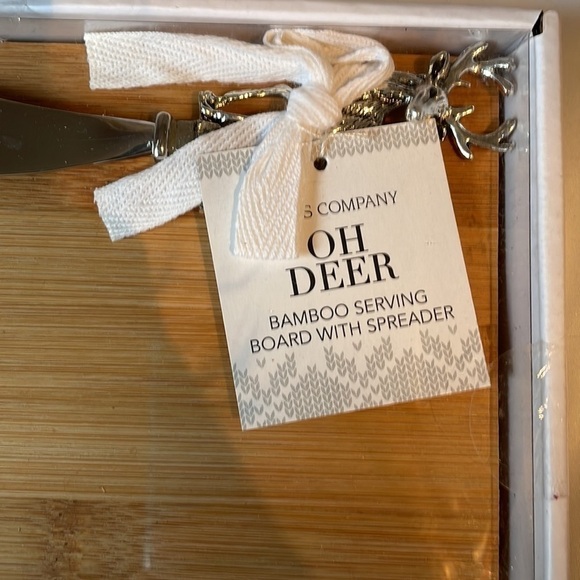 S COMPANY
OH
DEER
BAMBOO SERVING
BOARD WITH SPREADER